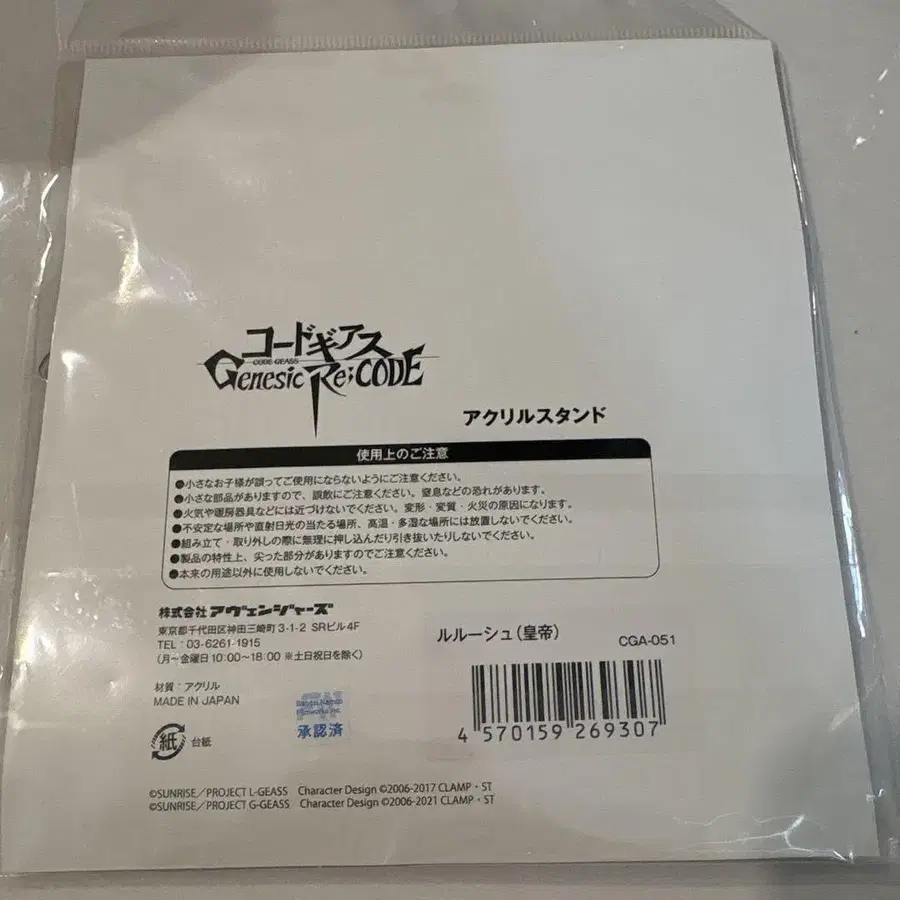 コードギアス
CODE GEASS
Genesic Re;CODE
アクリルスタンド
使用上のご注意
●小さなお子様が誤ってご使用にならないようにご注意ください。
●小さな部品がありますので、誤飲にご注意ください。窒息などの恐れがあります。
●火気や暖房器具などには近づけないでください。変形・変質・火災の原因になります。
●不安定な場所や直射日光の当たる場所、高温・多湿な場所には放置しないでください。
●組み立て・取り外しの際に無理に押し込んだり引き抜いたりしないでください。
●製品の特性上、尖った部分がありますのでご注意ください。
●本来の用途以外に使用しないでください。
株式会社アヴェンジャーズ
東京都千代田区神田三崎町3-1-2 SRビル4F
TEL:03-6261-1915
(月～金曜日10:00～18:00 ※土日祝日を除く)
材質:アクリル
MADE IN JAPAN
紙 台紙
Bandai Namco
Filmworks Inc.
承認済
ルルーシュ(皇帝)
CGA-051
4 570159 269307
©SUNRISE／PROJECT L-GEASS Character Design ©2006-2017 CLAMP・ST
©SUNRISE／PROJECT G-GEASS Character Design ©2006-2021 CLAMP・ST